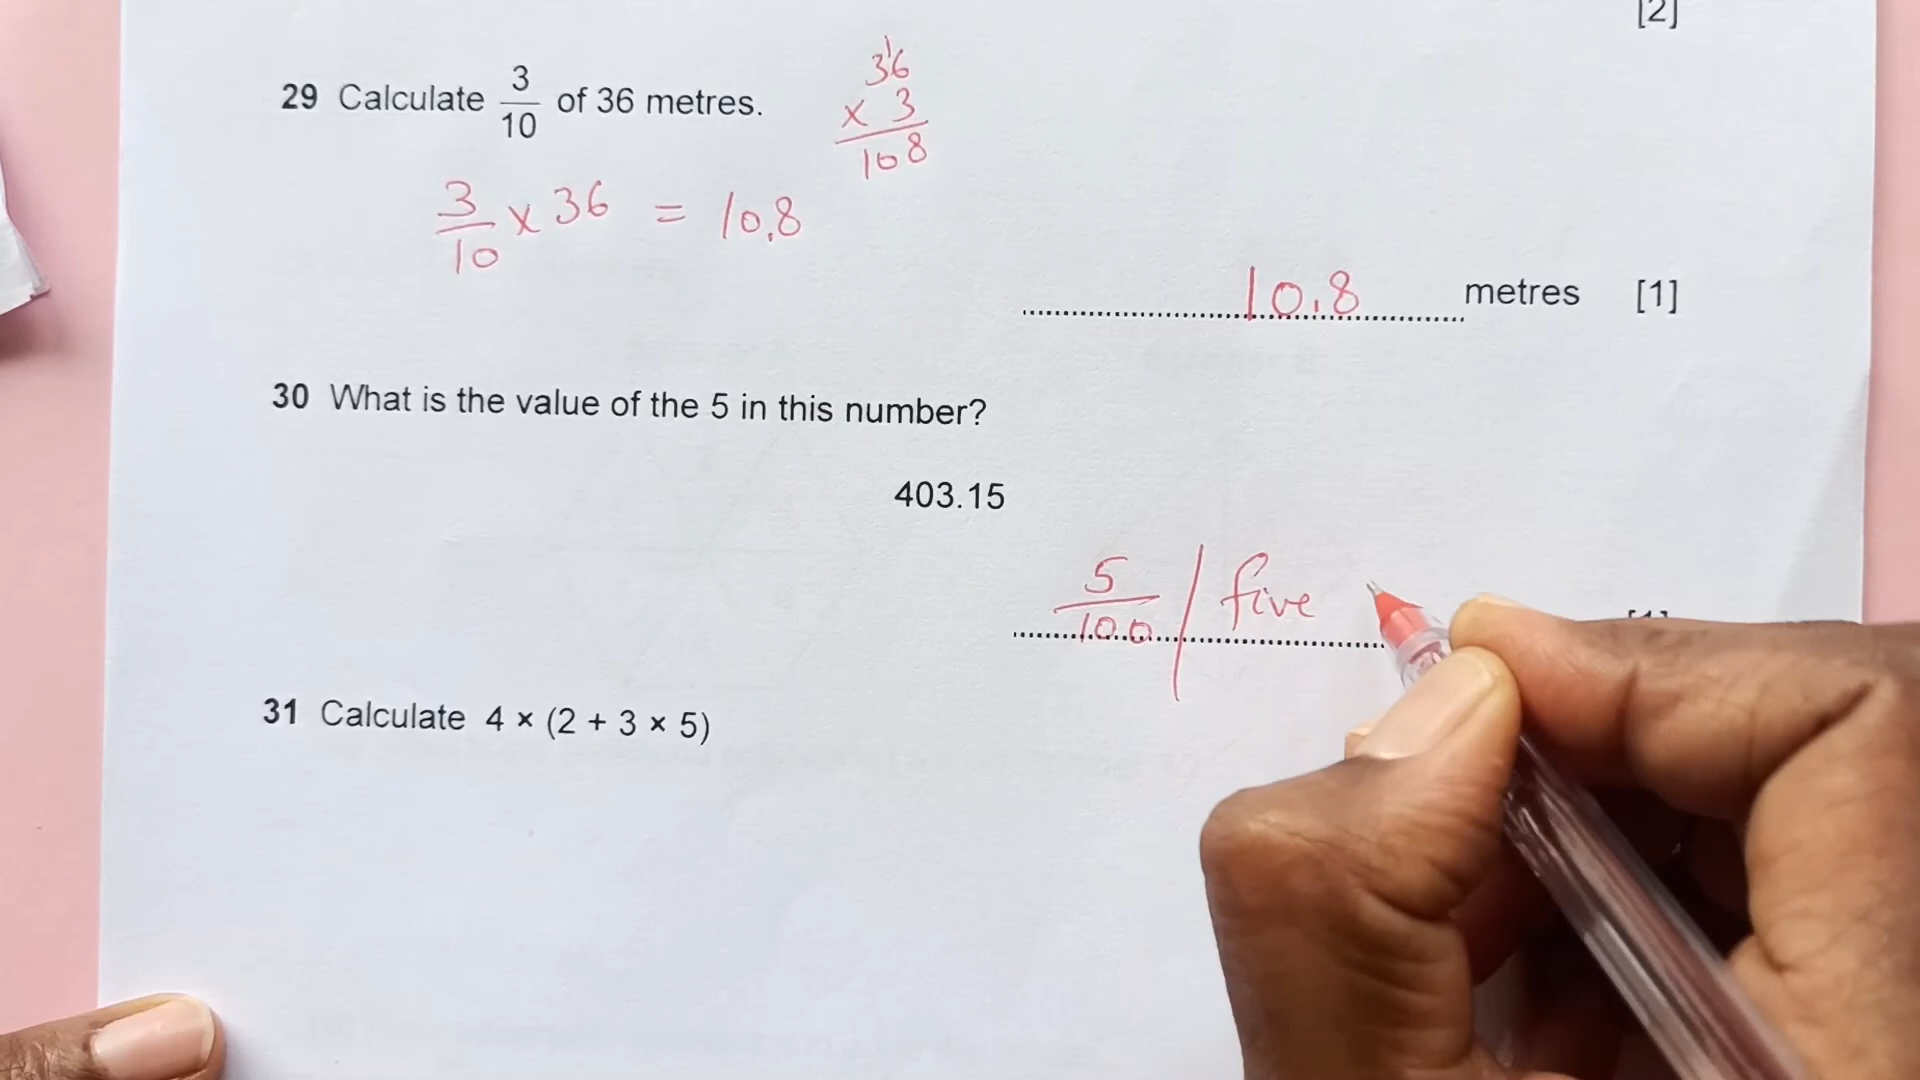 [2]
29 Calculate 3/10 of 36 metres.
36
1
× 3
108
3/10 × 36 = 10.8
10.8 metres [1]
30 What is the value of the 5 in this number?
403.15
5/100 / five
31 Calculate 4 × (2 + 3 × 5)